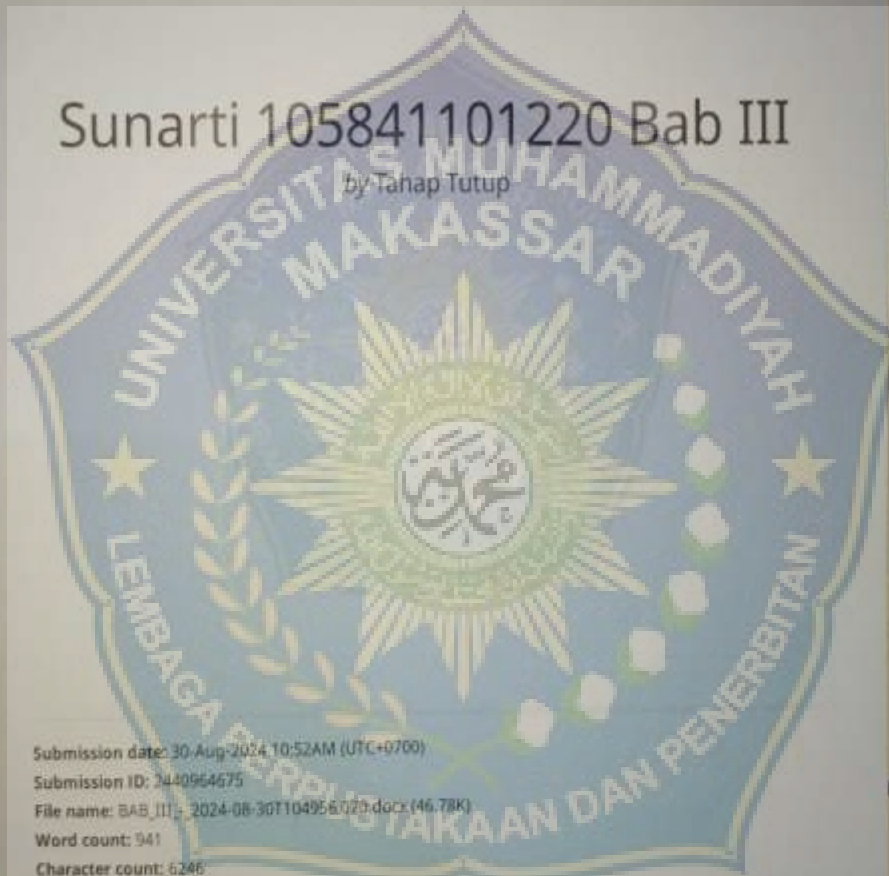 Sunarti 105841101220 Bab III
by Tahap Tutup
UNIVERSITAS MUHAMMADIYAH
MAKASSAR
محمدية
LEMBAGA PERPUSTAKAAN DAN PENERBITAN
Submission date: 30-Aug-2024 10:52AM (UTC+0700)
Submission ID: 2440964675
File name: BAB_III_-_2024-08-30T104956.020.docx (46.78K)
Word count: 941
Character count: 6246